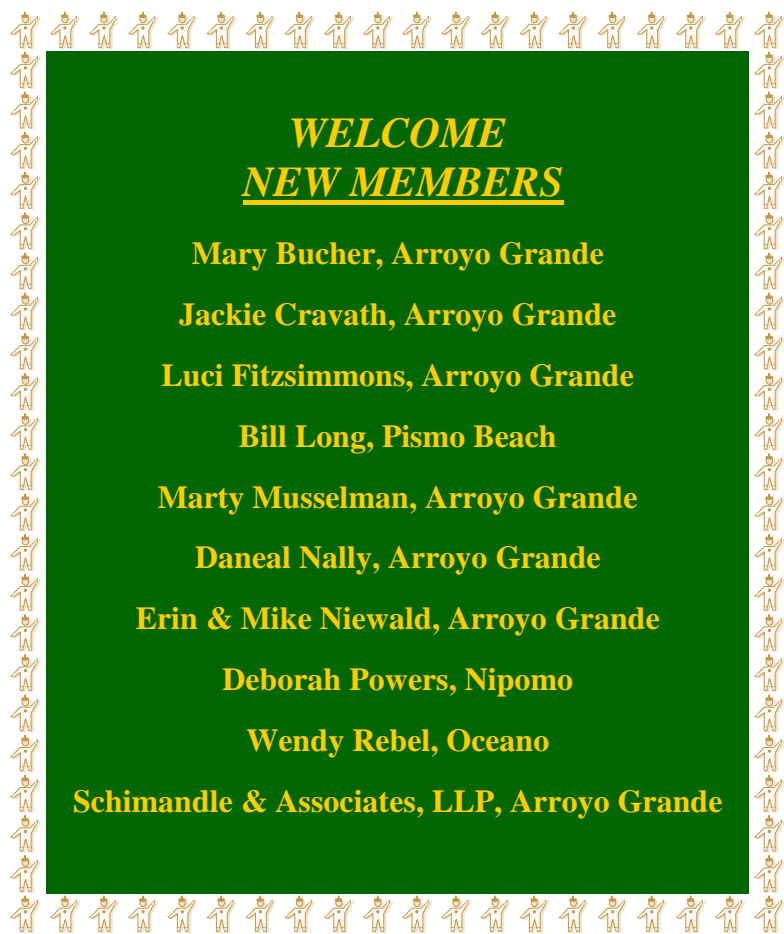 WELCOME
NEW MEMBERS
Mary Bucher, Arroyo Grande
Jackie Cravath, Arroyo Grande
Luci Fitzsimmons, Arroyo Grande
Bill Long, Pismo Beach
Marty Musselman, Arroyo Grande
Daneal Nally, Arroyo Grande
Erin & Mike Niewald, Arroyo Grande
Deborah Powers, Nipomo
Wendy Rebel, Oceano
Schimandle & Associates, LLP, Arroyo Grande